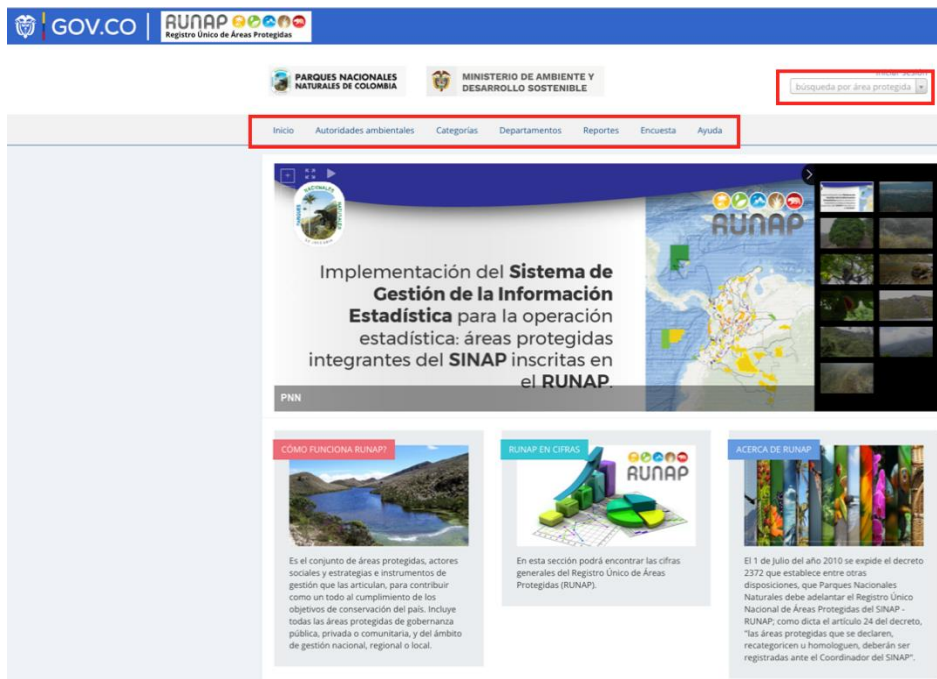 GOV.CO
RUNAP
Registro Único de Áreas Protegidas
PARQUES NACIONALES
NATURALES DE COLOMBIA
MINISTERIO DE AMBIENTE Y
DESARROLLO SOSTENIBLE
Iniciar sesión
búsqueda por área protegida
Inicio Autoridades ambientales Categorías Departamentos Reportes Encuesta Ayuda
RUNAP
Implementación del Sistema de
Gestión de la Información
Estadística para la operación
estadística: áreas protegidas
integrantes del SINAP inscritas en
el RUNAP.
PNN
CÓMO FUNCIONA RUNAP?
Es el conjunto de áreas protegidas, actores
sociales y estrategias e instrumentos de
gestión que las articulan, para contribuir
como un todo al cumplimiento de los
objetivos de conservación del país. Incluye
todas las áreas protegidas de gobernanza
pública, privada o comunitaria, y del ámbito
de gestión nacional, regional o local.
RUNAP EN CIFRAS
RUNAP
En esta sección podrá encontrar las cifras
generales del Registro Único de Áreas
Protegidas (RUNAP).
ACERCA DE RUNAP
El 1 de Julio del año 2010 se expide el decreto
2372 que establece entre otras
disposiciones, que Parques Nacionales
Naturales debe adelantar el Registro Único
Nacional de Áreas Protegidas del SINAP -
RUNAP; como dicta el artículo 24 del decreto,
"las áreas protegidas que se declaren,
recategoricen u homologuen, deberán ser
registradas ante el Coordinador del SINAP".